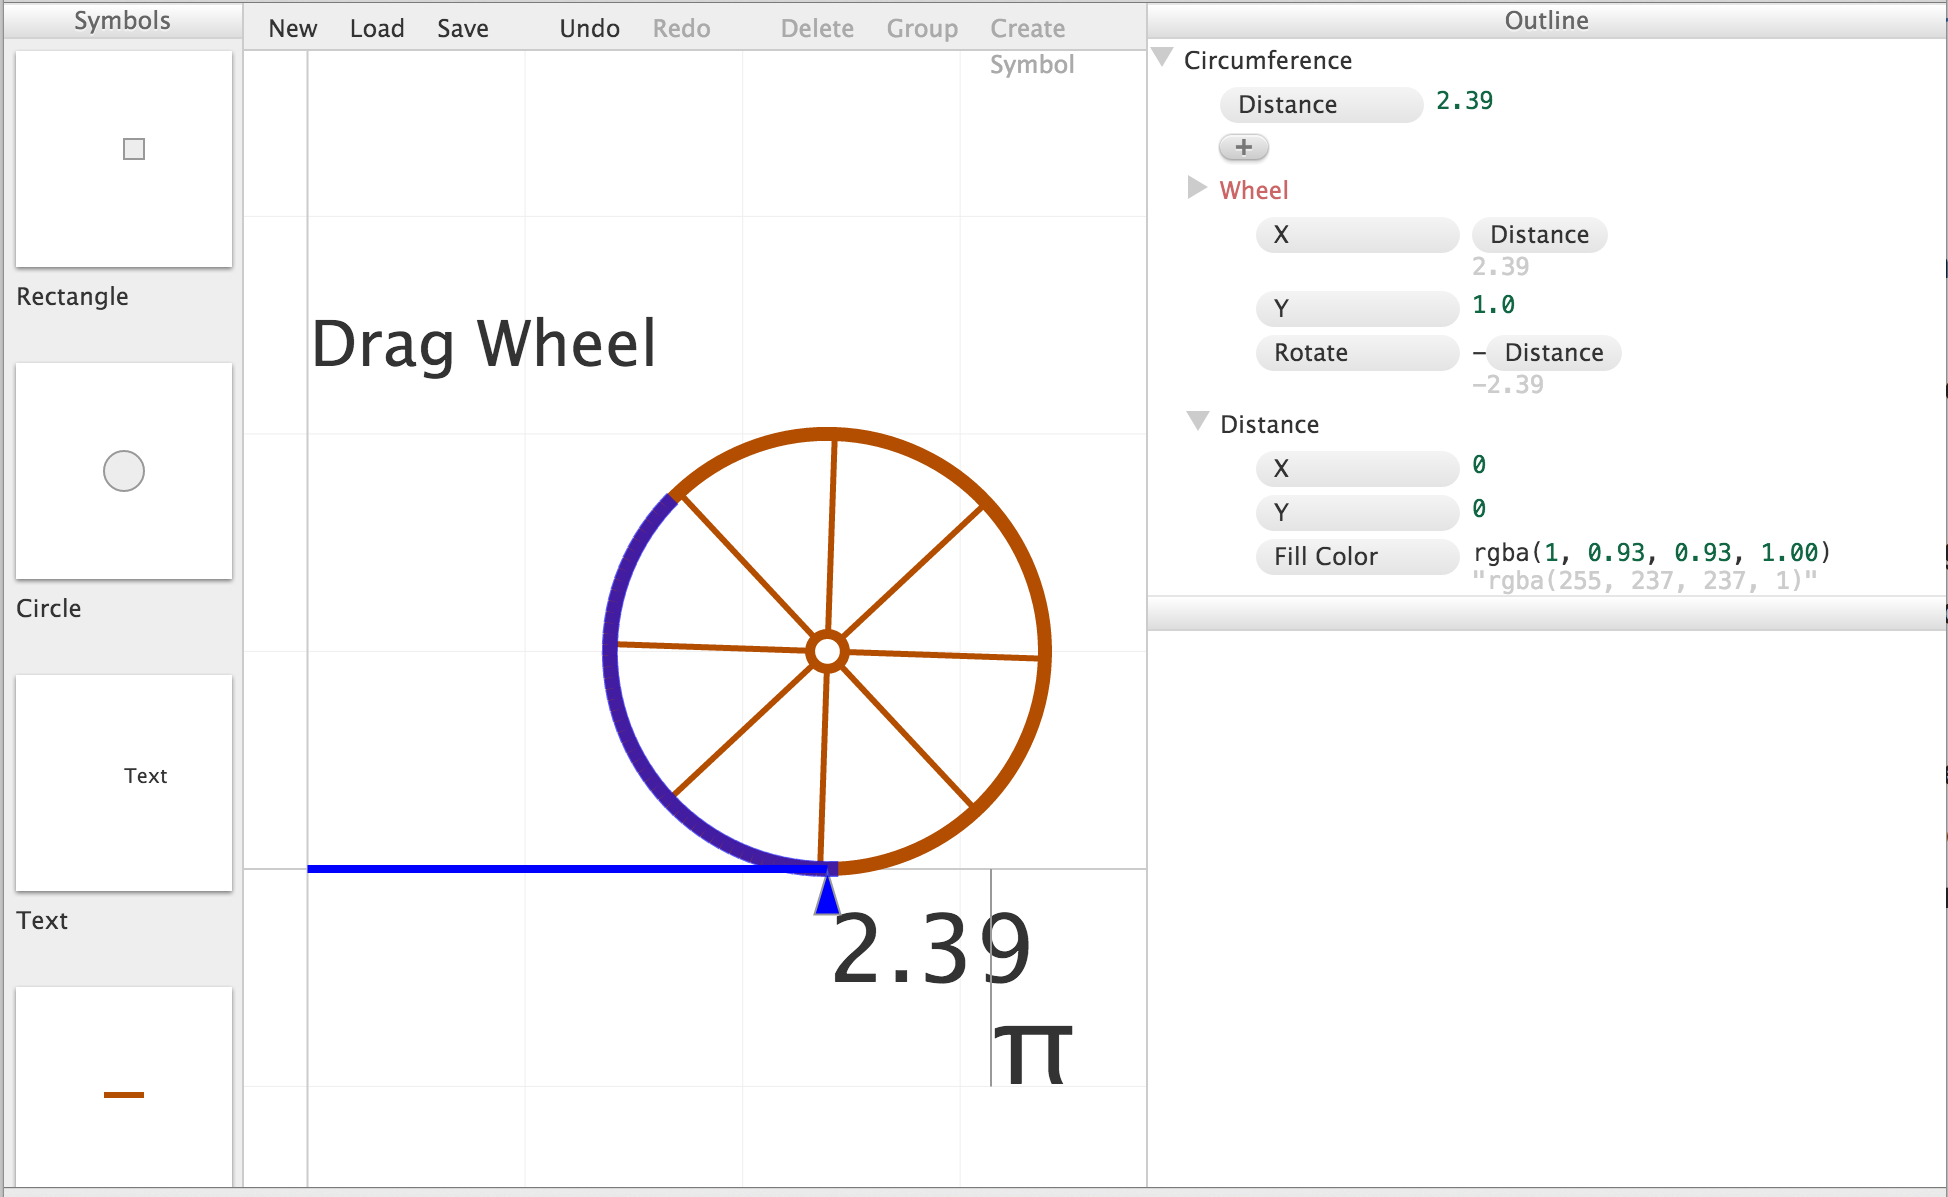 Symbols
Rectangle
Circle
Text
Text
New Load Save Undo Redo Delete Group Create Symbol
Drag Wheel
2.39
π
Outline
Circumference
Distance 2.39
+
Wheel
X Distance
2.39
Y 1.0
Rotate –Distance
–2.39
Distance
X 0
Y 0
Fill Color rgba(1, 0.93, 0.93, 1.00)
"rgba(255, 237, 237, 1)"